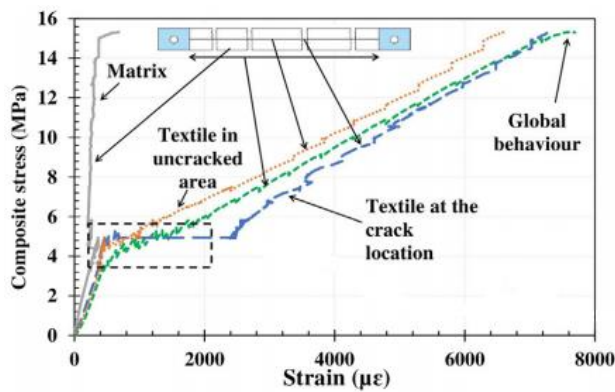 16
14
12
10
8
6
4
2
0
Composite stress (MPa)
Matrix
Textile in
uncracked
area
Global
behaviour
Textile at the
crack
location
0
2000
4000
6000
8000
Strain (με)